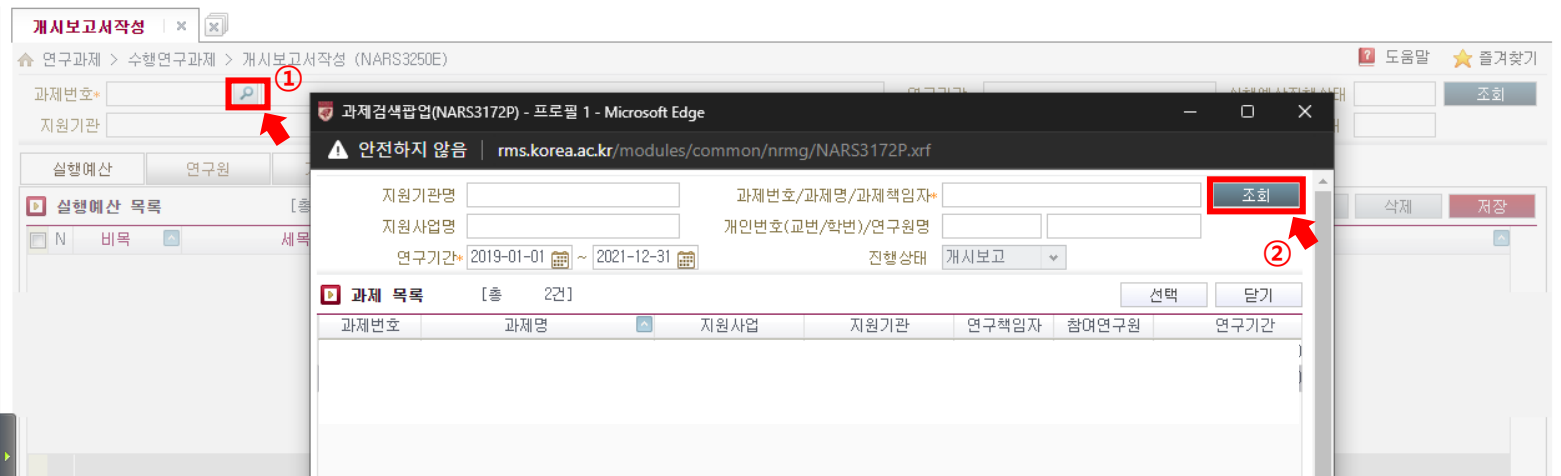 개시보고서작성
연구과제 > 수행연구과제 > 개시보고서작성 (NARS3250E)
도움말 즐겨찾기
①
과제번호*
조회
지원기관
과제검색팝업(NARS3172P) - 프로필 1 - Microsoft Edge
안전하지 않음 | rms.korea.ac.kr/modules/common/nrmg/NARS3172P.xrf
실행예산 연구원
지원기관명 과제번호/과제명/과제책임자* 조회
실행예산 목록 [총 삭제 저장
지원사업명 개인번호(교번/학번)/연구원명
N 비목 세목
②
연구기간* 2019-01-01 ~ 2021-12-31 진행상태 개시보고
과제 목록 [총 2건] 선택 닫기
과제번호 과제명 지원사업 지원기관 연구책임자 참여연구원 연구기간